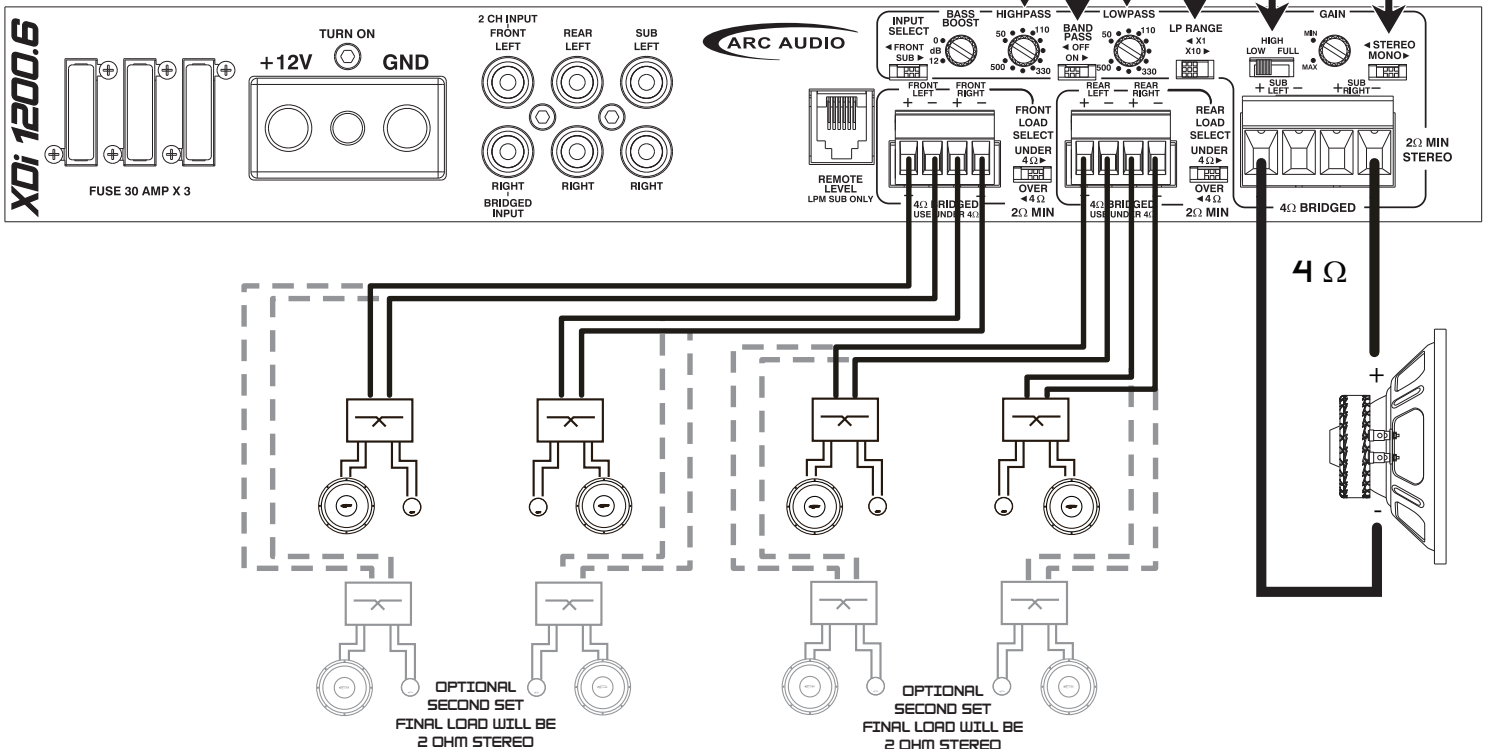 XDi 1200.6
TURN ON
+12V
GND
FUSE 30 AMP X 3
2 CH INPUT
FRONT
LEFT
REAR
LEFT
SUB
LEFT
RIGHT
BRIDGED
INPUT
RIGHT
RIGHT
ARC AUDIO
REMOTE
LEVEL
LPM SUB ONLY
INPUT
SELECT
◄ FRONT
SUB ►
BASS
BOOST
0
dB
12
HIGHPASS
50
110
500
330
BAND
PASS
◄ OFF
ON ►
LOWPASS
50
110
500
330
LP RANGE
◄ X1
X10 ►
HIGH
LOW FULL
GAIN
MIN
MAX
◄ STEREO
MONO ►
FRONT
LEFT
FRONT
RIGHT
+ − + −
+ −
4Ω BRIDGED
USE UNDER 4Ω
FRONT
LOAD
SELECT
UNDER
4Ω ►
OVER
◄ 4Ω
2Ω MIN
REAR
LEFT
REAR
RIGHT
+ − + −
+ −
4Ω BRIDGED
USE UNDER 4Ω
REAR
LOAD
SELECT
UNDER
4Ω ►
OVER
◄ 4Ω
2Ω MIN
SUB
LEFT
SUB
RIGHT
+ − + −
2Ω MIN
STEREO
4Ω BRIDGED
4 Ω
+
-
OPTIONAL
SECOND SET
FINAL LOAD WILL BE
2 OHM STEREO
OPTIONAL
SECOND SET
FINAL LOAD WILL BE
2 OHM STEREO